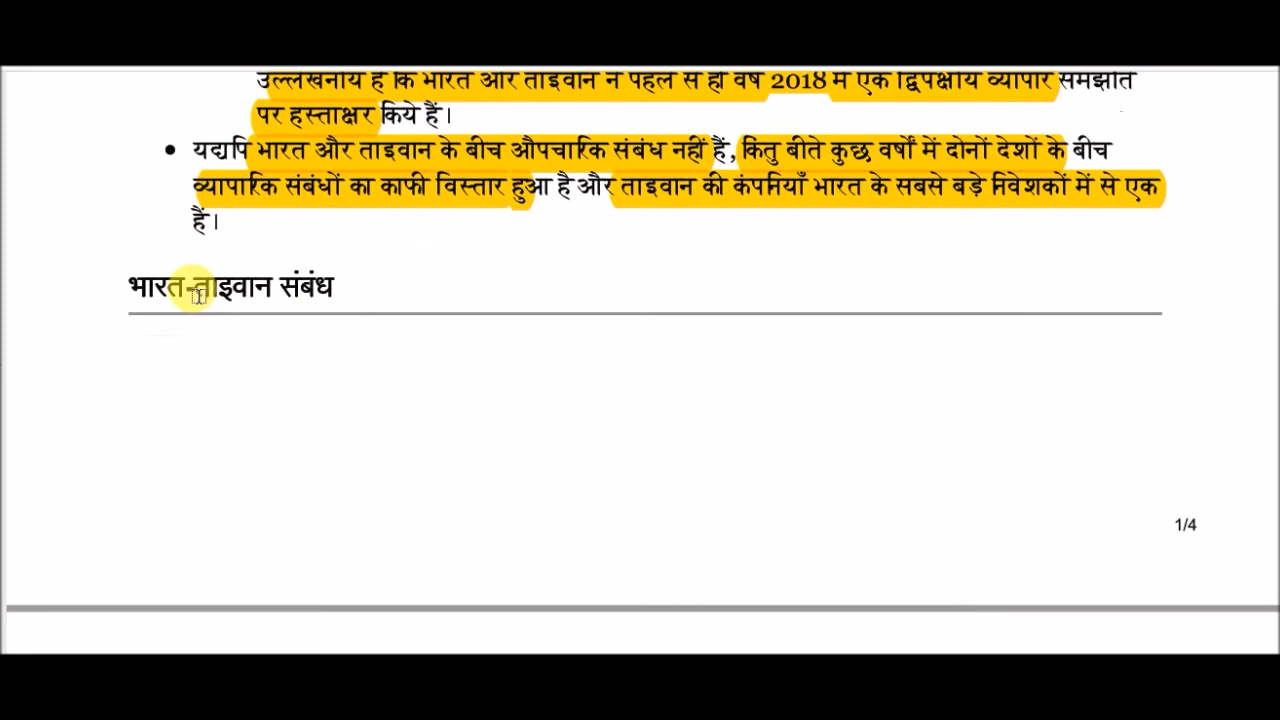 उल्लेखनीय है कि भारत और ताइवान ने पहले से ही वर्ष 2018 में एक द्विपक्षीय व्यापार समझौते
पर हस्ताक्षर किये हैं।
• यद्यपि भारत और ताइवान के बीच औपचारिक संबंध नहीं हैं, किंतु बीते कुछ वर्षों में दोनों देशों के बीच
व्यापारिक संबंधों का काफी विस्तार हुआ है और ताइवान की कंपनियाँ भारत के सबसे बड़े निवेशकों में से एक
हैं।
भारत-ताइवान संबंध
1/4